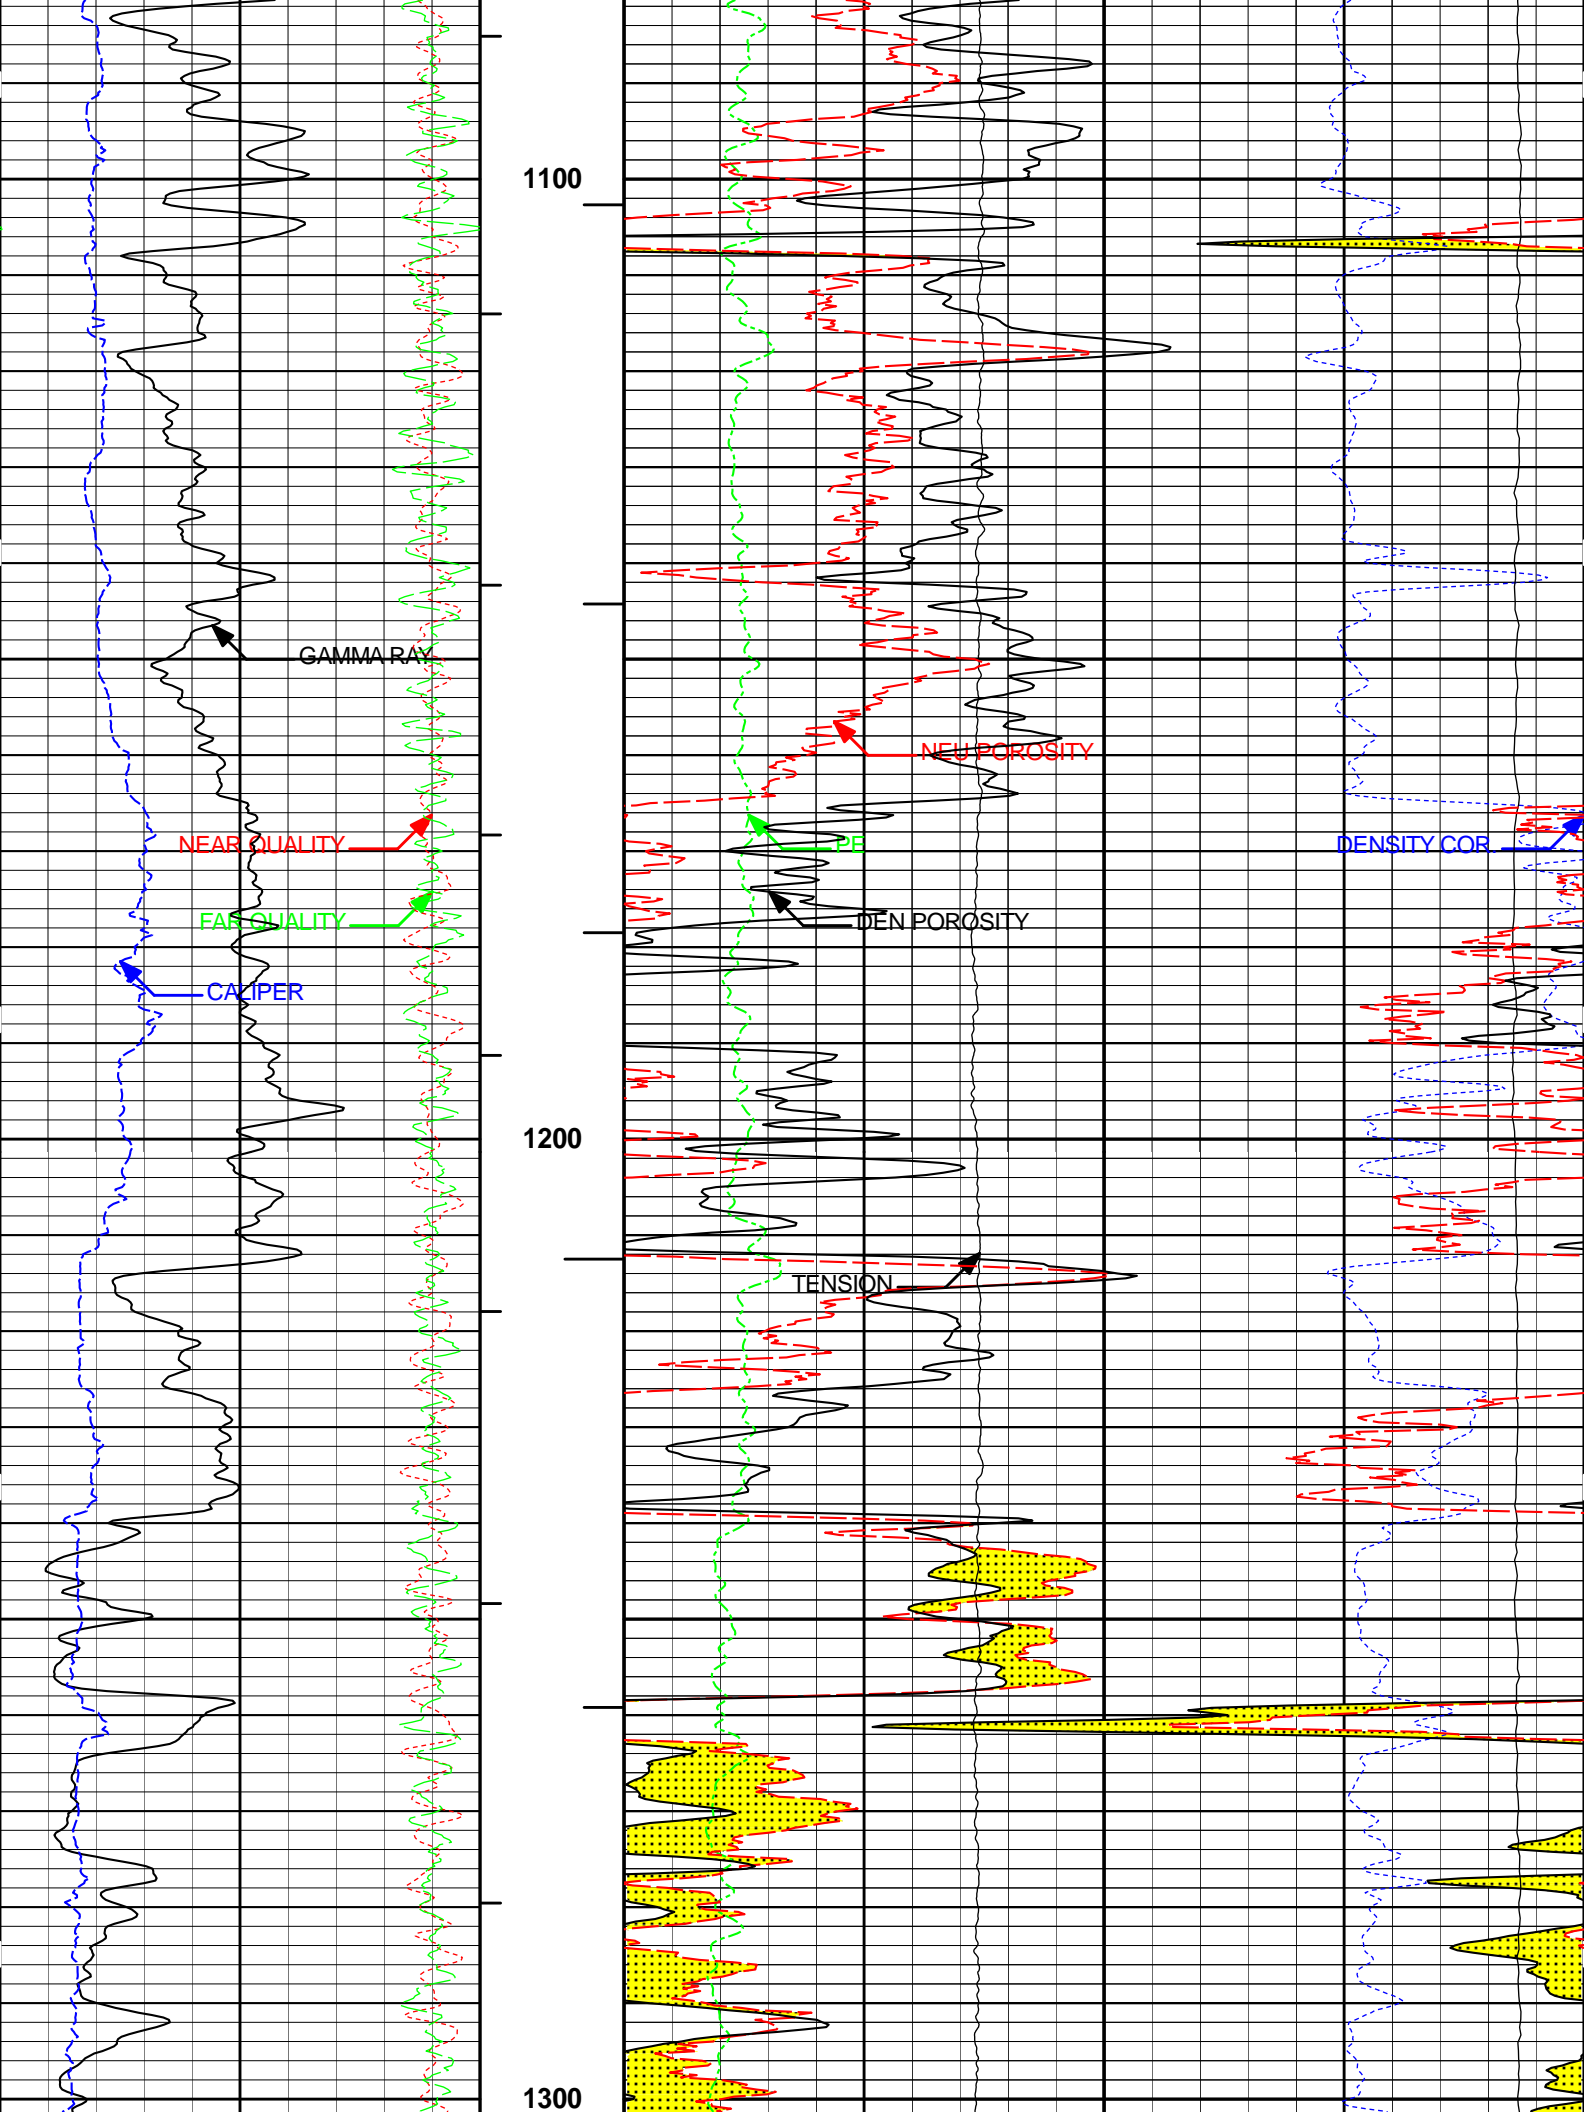 1100
GAMMA RAY
NEU POROSITY
NEAR QUALITY
PE
DENSITY COR.
FAR QUALITY
DEN POROSITY
CALIPER
1200
TENSION
1300